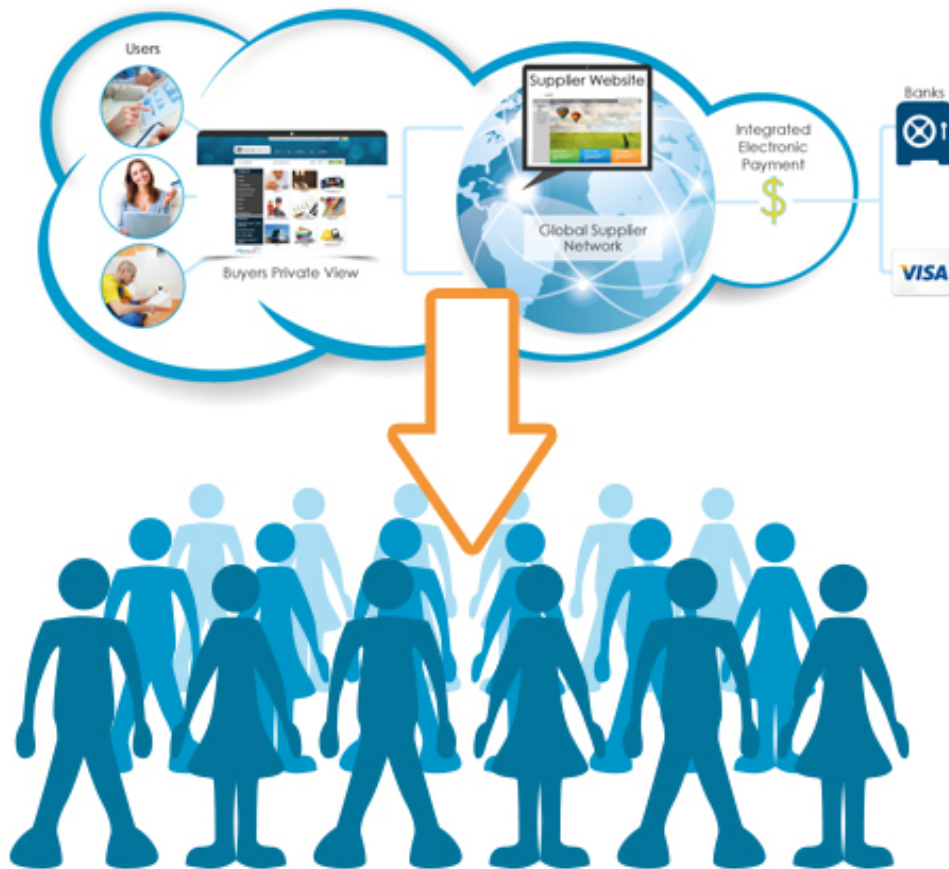 Users
Buyers Private View
Supplier Website
Global Supplier
Network
Integrated
Electronic
Payment
$
Banks
VISA